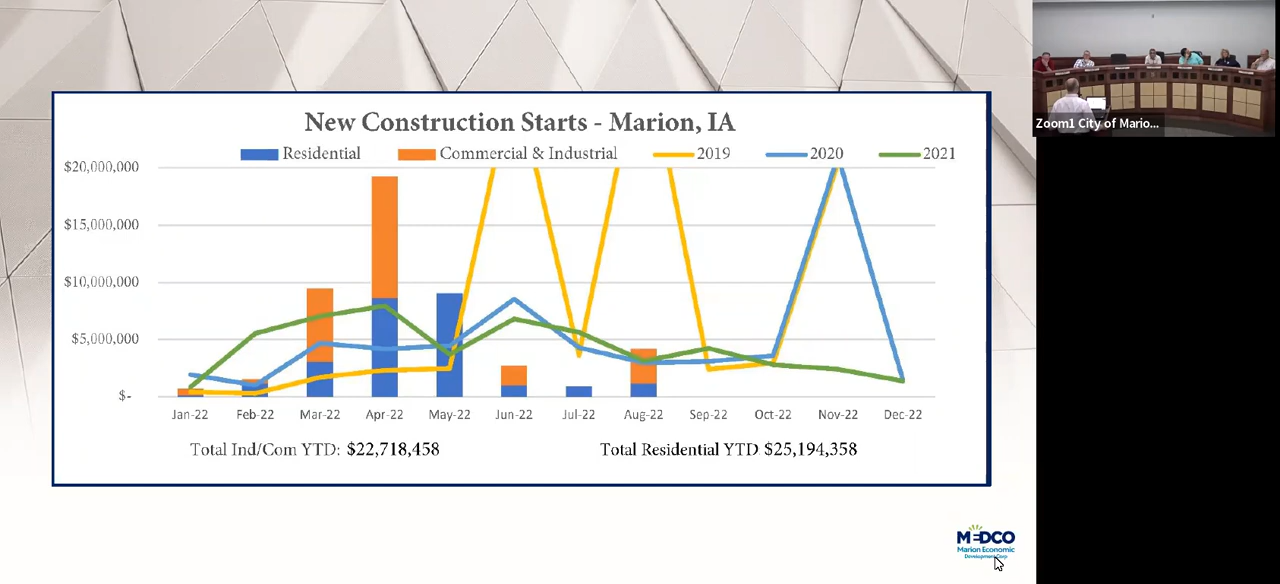 New Construction Starts - Marion, IA
Residential Commercial & Industrial 2019 2020 2021
$20,000,000
$15,000,000
$10,000,000
$5,000,000
$-
Jan-22 Feb-22 Mar-22 Apr-22 May-22 Jun-22 Jul-22 Aug-22 Sep-22 Oct-22 Nov-22 Dec-22
Total Ind/Com YTD: $22,718,458 Total Residential YTD $25,194,358
MEDCO
Marion Economic
Development Corp
Zoom1 City of Mario...